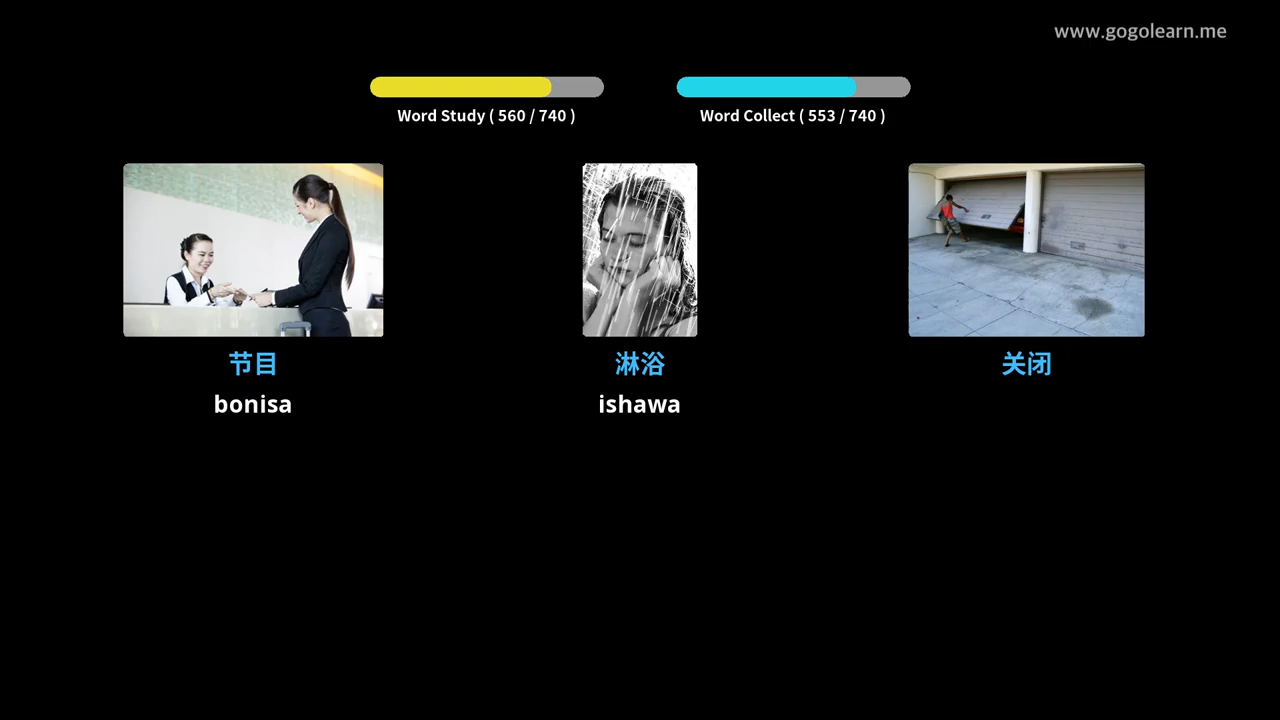 www.gogolearn.me
Word Study ( 560 / 740 )
Word Collect ( 553 / 740 )
节目
淋浴
关闭
bonisa
ishawa